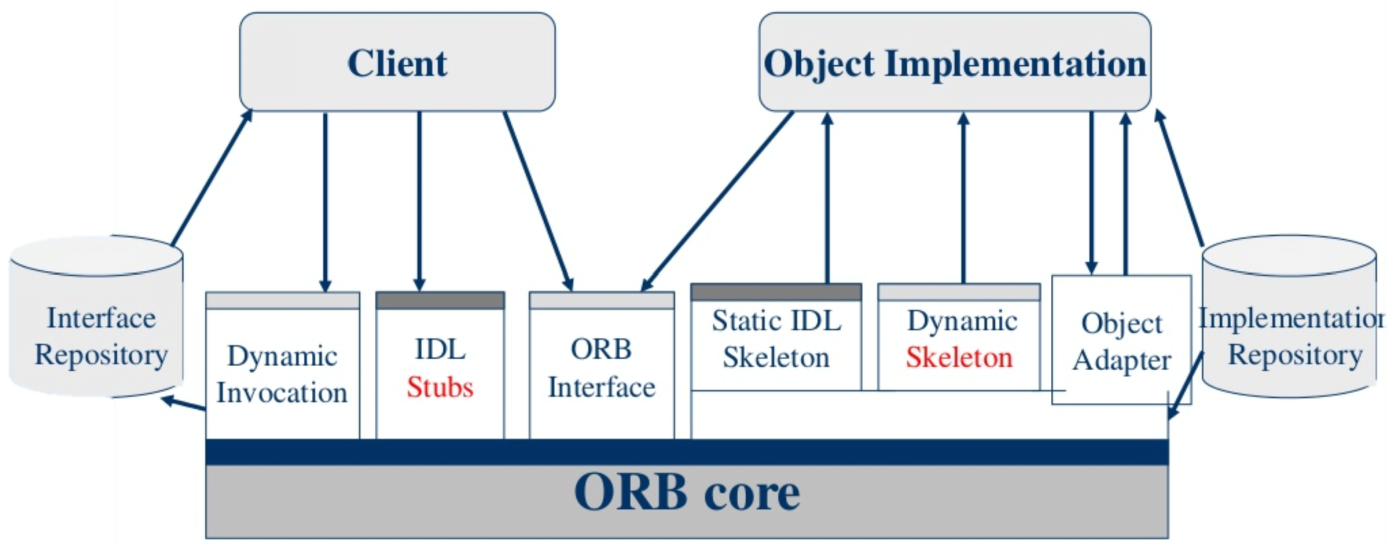 Client
Object Implementation
Interface
Repository
Dynamic
Invocation
IDL
Stubs
ORB
Interface
Static IDL
Skeleton
Dynamic
Skeleton
Object
Adapter
Implementation
Repository
ORB core